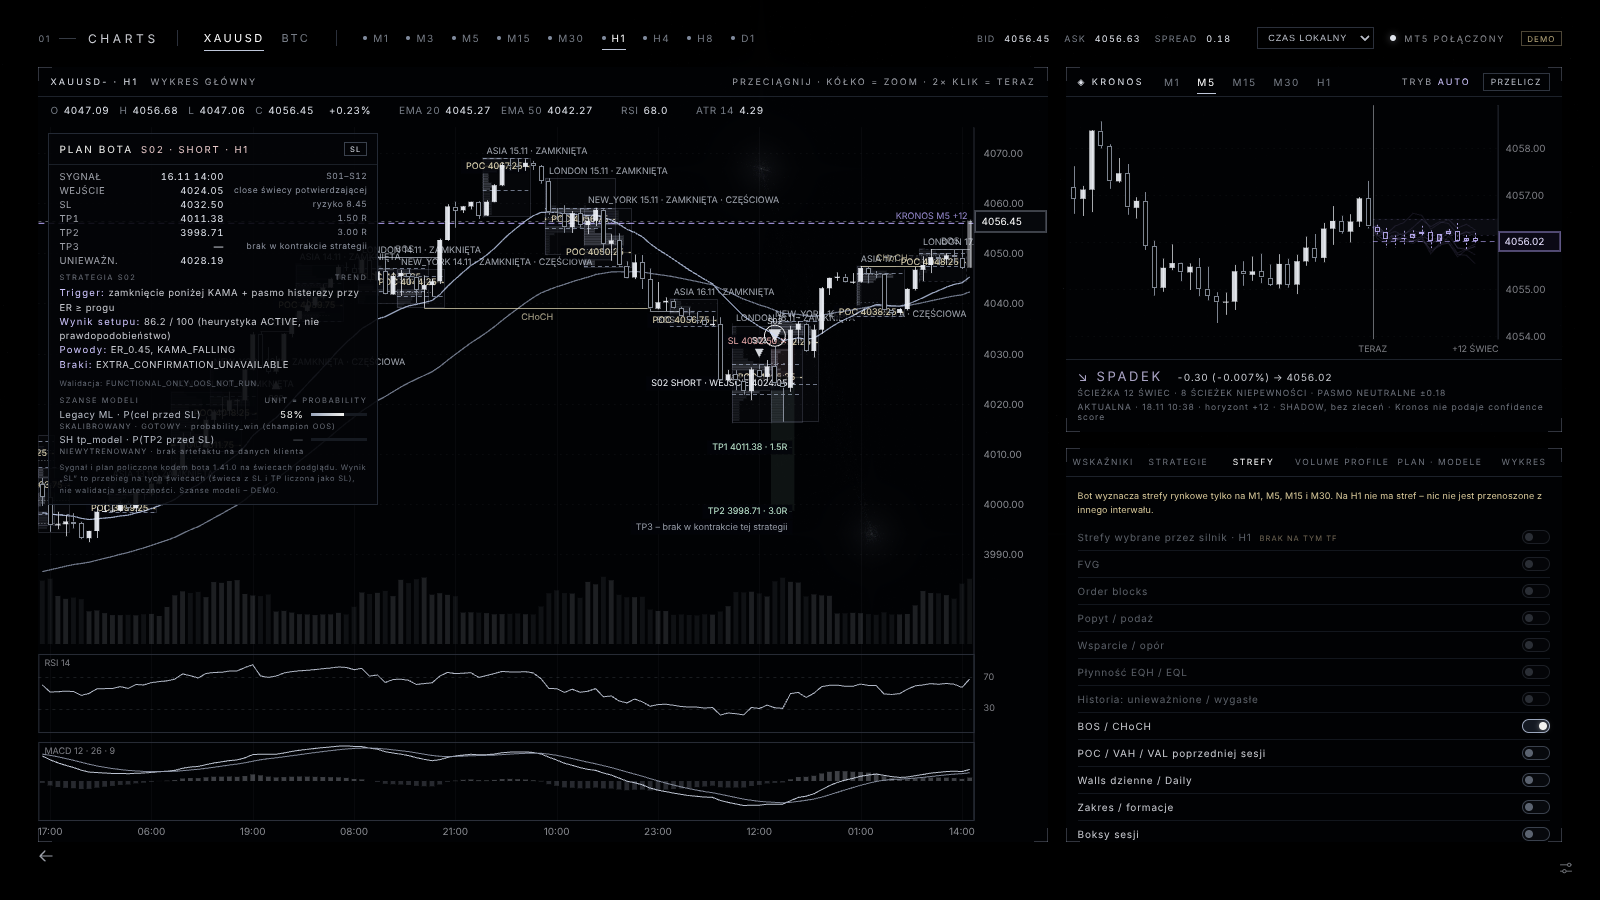 01 CHARTS XAUUSD BTC M1 M3 M5 M15 M30 H1 H4 H8 D1 BID 4056.45 ASK 4056.63 SPREAD 0.18 CZAS LOKALNY MT5 POŁĄCZONY DEMO
XAUUSD- · H1 WYKRES GŁÓWNY PRZECIĄGNIJ · KÓŁKO = ZOOM · 2× KLIK = TERAZ
O 4047.09 H 4056.68 L 4047.06 C 4056.45 +0.23% EMA 20 4045.27 EMA 50 4042.27 RSI 68.0 ATR 14 4.29
PLAN BOTA S02 · SHORT · H1 SL
SYGNAŁ 16.11 14:00 S01–S12
WEJŚCIE 4024.05 close świecy potwierdzającej
SL 4032.50 ryzyko 8.45
TP1 4011.38 1.50 R
TP2 3998.71 3.00 R
TP3 — brak w kontrakcie strategii
UNIEWAŻN. 4028.19
STRATEGIA S02 TREND
Trigger: zamknięcie poniżej KAMA + pasmo histerezy przy
ER ≥ progu
Wynik setupu: 86.2 / 100 (heurystyka ACTIVE, nie
prawdopodobieństwo)
Powody: ER_0.45, KAMA_FALLING
Braki: EXTRA_CONFIRMATION_UNAVAILABLE
Walidacja: FUNCTIONAL_ONLY_OOS_NOT_RUN.
SZANSE MODELI UNIT = PROBABILITY
Legacy ML · P(cel przed SL) 58%
SKALIBROWANY · GOTOWY · probability_win (champion OOS)
SH tp_model · P(TP2 przed SL) —
NIEWYTRENOWANY · brak artefaktu na danych klienta
Sygnał i plan policzone kodem bota 1.41.0 na świecach podglądu. Wynik
„SL” to przebieg na tych świecach (świeca z SL i TP liczona jako SL),
nie walidacja skuteczności. Szanse modeli – DEMO.
ASIA 15.11 · ZAMKNIĘTA
LONDON 15.11 · ZAMKNIĘTA
NEW_YORK 15.11 · ZAMKNIĘTA · CZĘŚCIOWA
KRONOS M5 +12
NEW_YORK 14.11 · ZAMKNIĘTA · CZĘŚCIOWA
LONDON 17.
ASIA 16.11 · ZAMKNIĘTA
CHoCH
S02 SHORT · WEJŚCIE 4024.05
TP1 4011.38 · 1.5R
TP2 3998.71 · 3.0R
TP3 – brak w kontrakcie tej strategii
4070.00
4060.00
4056.45
4050.00
4040.00
4030.00
4020.00
4010.00
4000.00
3990.00
RSI 14
70
30
MACD 12 · 26 · 9
17:00 06:00 19:00 08:00 21:00 10:00 23:00 12:00 01:00 14:00
◈ KRONOS M1 M5 M15 M30 H1 TRYB AUTO PRZELICZ
4058.00
4057.00
4056.02
4055.00
4054.00
TERAZ +12 ŚWIEC
↘ SPADEK -0.30 (-0.007%) → 4056.02
ŚCIEŻKA 12 ŚWIEC · 8 ŚCIEŻEK NIEPEWNOŚCI · PASMO NEUTRALNE ±0.18
AKTUALNA · 18.11 10:38 · horyzont +12 · SHADOW, bez zleceń · Kronos nie podaje confidence
score
WSKAŹNIKI STRATEGIE STREFY VOLUME PROFILE PLAN · MODELE WYKRES
Bot wyznacza strefy rynkowe tylko na M1, M5, M15 i M30. Na H1 nie ma stref – nic nie jest przenoszone z
innego interwału.
Strefy wybrane przez silnik · H1 BRAK NA TYM TF
FVG
Order blocks
Popyt / podaż
Wsparcie / opór
Płynność EQH / EQL
Historia: unieważnione / wygasłe
BOS / CHoCH
POC / VAH / VAL poprzedniej sesji
Walls dzienne / Daily
Zakres / formacje
Boksy sesji